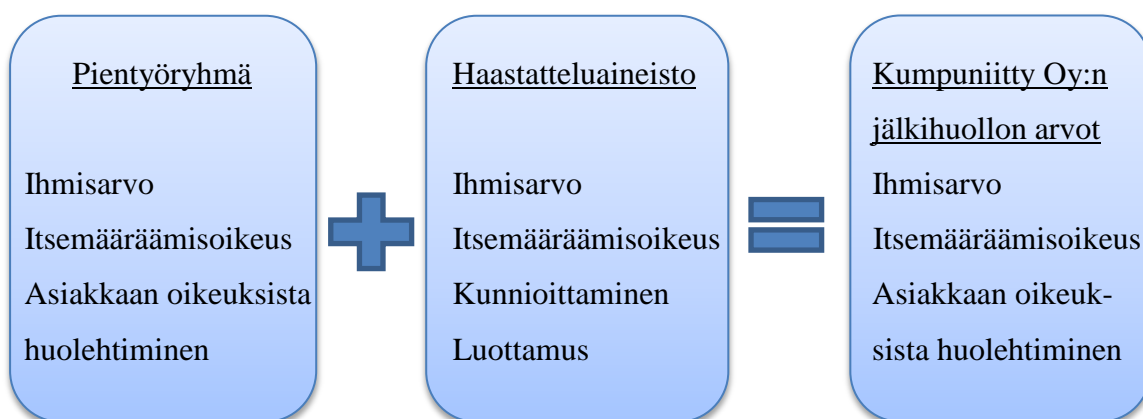 Pientyöryhmä
Ihmisarvo
Itsemääräämisoikeus
Asiakkaan oikeuksista
huolehtiminen
Haastatteluaineisto
Ihmisarvo
Itsemääräämisoikeus
Kunnioittaminen
Luottamus
Kumpuniitty Oy:n
jälkihuollon arvot
Ihmisarvo
Itsemääräämisoikeus
Asiakkaan oikeuk-
sista huolehtiminen